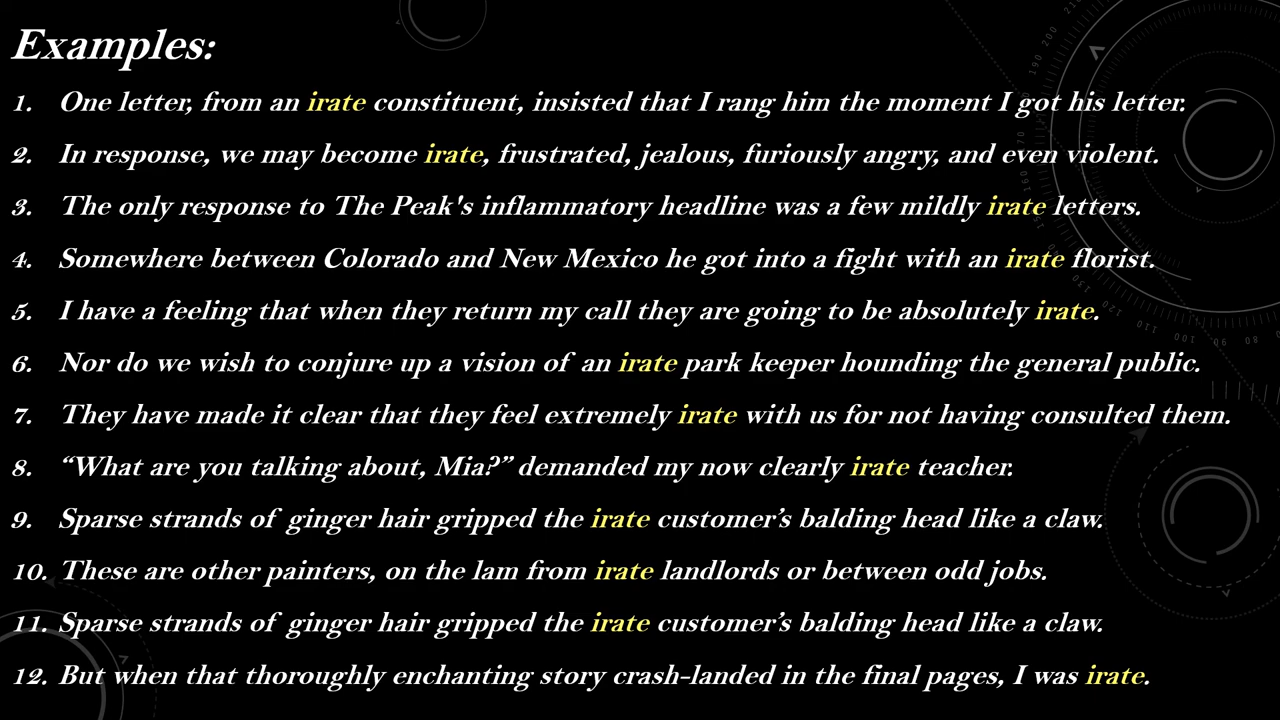 Examples:
1. One letter, from an irate constituent, insisted that I rang him the moment I got his letter.
2. In response, we may become irate, frustrated, jealous, furiously angry, and even violent.
3. The only response to The Peak's inflammatory headline was a few mildly irate letters.
4. Somewhere between Colorado and New Mexico he got into a fight with an irate florist.
5. I have a feeling that when they return my call they are going to be absolutely irate.
6. Nor do we wish to conjure up a vision of an irate park keeper hounding the general public.
7. They have made it clear that they feel extremely irate with us for not having consulted them.
8. “What are you talking about, Mia?” demanded my now clearly irate teacher.
9. Sparse strands of ginger hair gripped the irate customer’s balding head like a claw.
10. These are other painters, on the lam from irate landlords or between odd jobs.
11. Sparse strands of ginger hair gripped the irate customer’s balding head like a claw.
12. But when that thoroughly enchanting story crash-landed in the final pages, I was irate.